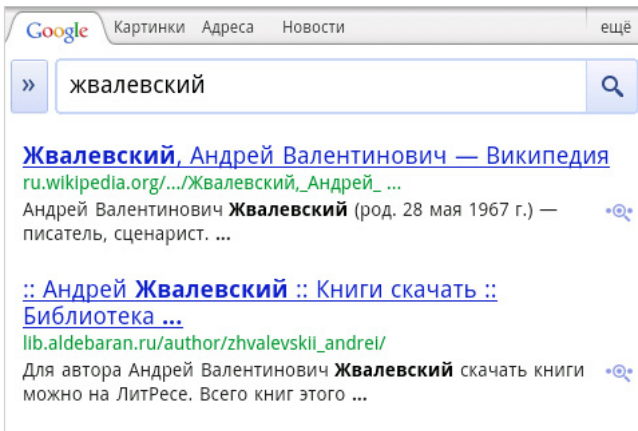 Google Картинки Адреса Новости ещё
» жвалевский
Жвалевский, Андрей Валентинович — Википедия
ru.wikipedia.org/.../Жвалевский,_Андрей_ ...
Андрей Валентинович Жвалевский (род. 28 мая 1967 г.) —
писатель, сценарист. ...
:: Андрей Жвалевский :: Книги скачать ::
Библиотека ...
lib.aldebaran.ru/author/zhvalevskii_andrei/
Для автора Андрей Валентинович Жвалевский скачать книги
можно на ЛитРесе. Всего книг этого ...